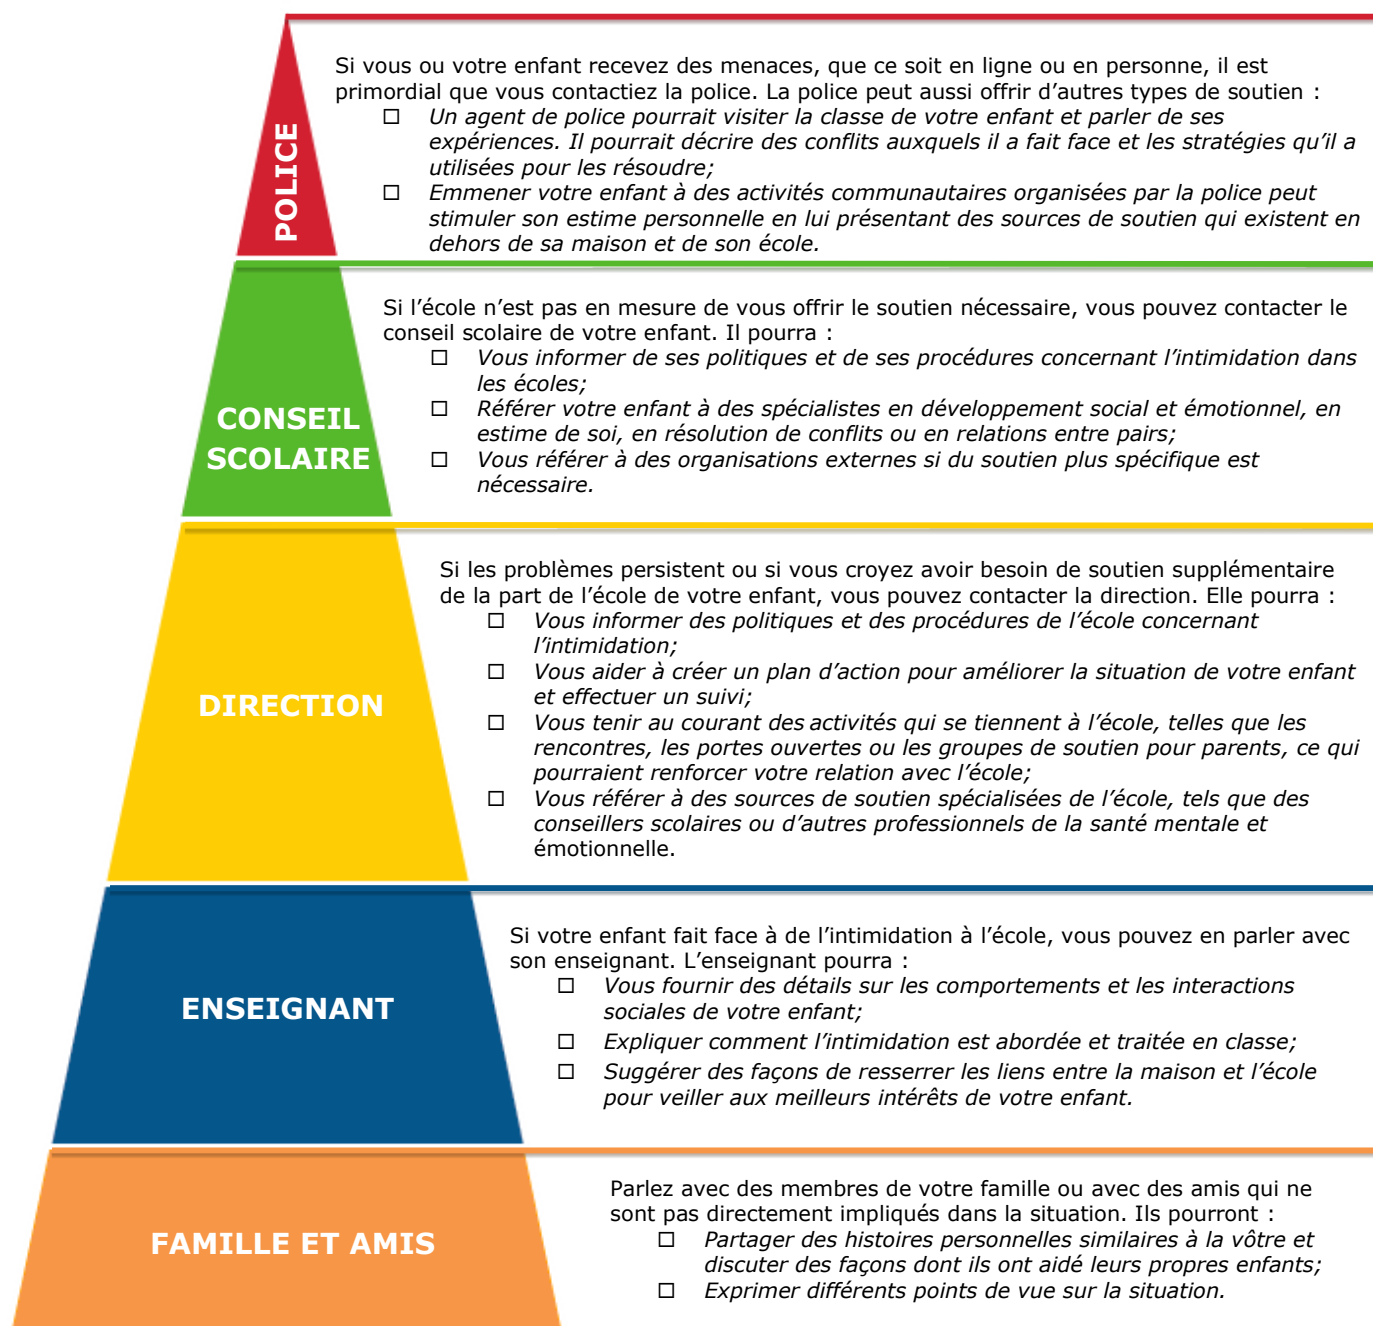 POLICE
Si vous ou votre enfant recevez des menaces, que ce soit en ligne ou en personne, il est
primordial que vous contactiez la police. La police peut aussi offrir d’autres types de soutien :
□ Un agent de police pourrait visiter la classe de votre enfant et parler de ses
expériences. Il pourrait décrire des conflits auxquels il a fait face et les stratégies qu’il a
utilisées pour les résoudre;
□ Emmener votre enfant à des activités communautaires organisées par la police peut
stimuler son estime personnelle en lui présentant des sources de soutien qui existent en
dehors de sa maison et de son école.
CONSEIL
SCOLAIRE
Si l’école n’est pas en mesure de vous offrir le soutien nécessaire, vous pouvez contacter le
conseil scolaire de votre enfant. Il pourra :
□ Vous informer de ses politiques et de ses procédures concernant l’intimidation dans
les écoles;
□ Référer votre enfant à des spécialistes en développement social et émotionnel, en
estime de soi, en résolution de conflits ou en relations entre pairs;
□ Vous référer à des organisations externes si du soutien plus spécifique est
nécessaire.
DIRECTION
Si les problèmes persistent ou si vous croyez avoir besoin de soutien supplémentaire
de la part de l’école de votre enfant, vous pouvez contacter la direction. Elle pourra :
□ Vous informer des politiques et des procédures de l’école concernant
l’intimidation;
□ Vous aider à créer un plan d’action pour améliorer la situation de votre enfant
et effectuer un suivi;
□ Vous tenir au courant des activités qui se tiennent à l’école, telles que les
rencontres, les portes ouvertes ou les groupes de soutien pour parents, ce qui
pourraient renforcer votre relation avec l’école;
□ Vous référer à des sources de soutien spécialisées de l’école, tels que des
conseillers scolaires ou d’autres professionnels de la santé mentale et
émotionnelle.
ENSEIGNANT
Si votre enfant fait face à de l’intimidation à l’école, vous pouvez en parler avec
son enseignant. L’enseignant pourra :
□ Vous fournir des détails sur les comportements et les interactions
sociales de votre enfant;
□ Expliquer comment l’intimidation est abordée et traitée en classe;
□ Suggérer des façons de resserrer les liens entre la maison et l’école
pour veiller aux meilleurs intérêts de votre enfant.
FAMILLE ET AMIS
Parlez avec des membres de votre famille ou avec des amis qui ne
sont pas directement impliqués dans la situation. Ils pourront :
□ Partager des histoires personnelles similaires à la vôtre et
discuter des façons dont ils ont aidé leurs propres enfants;
□ Exprimer différents points de vue sur la situation.